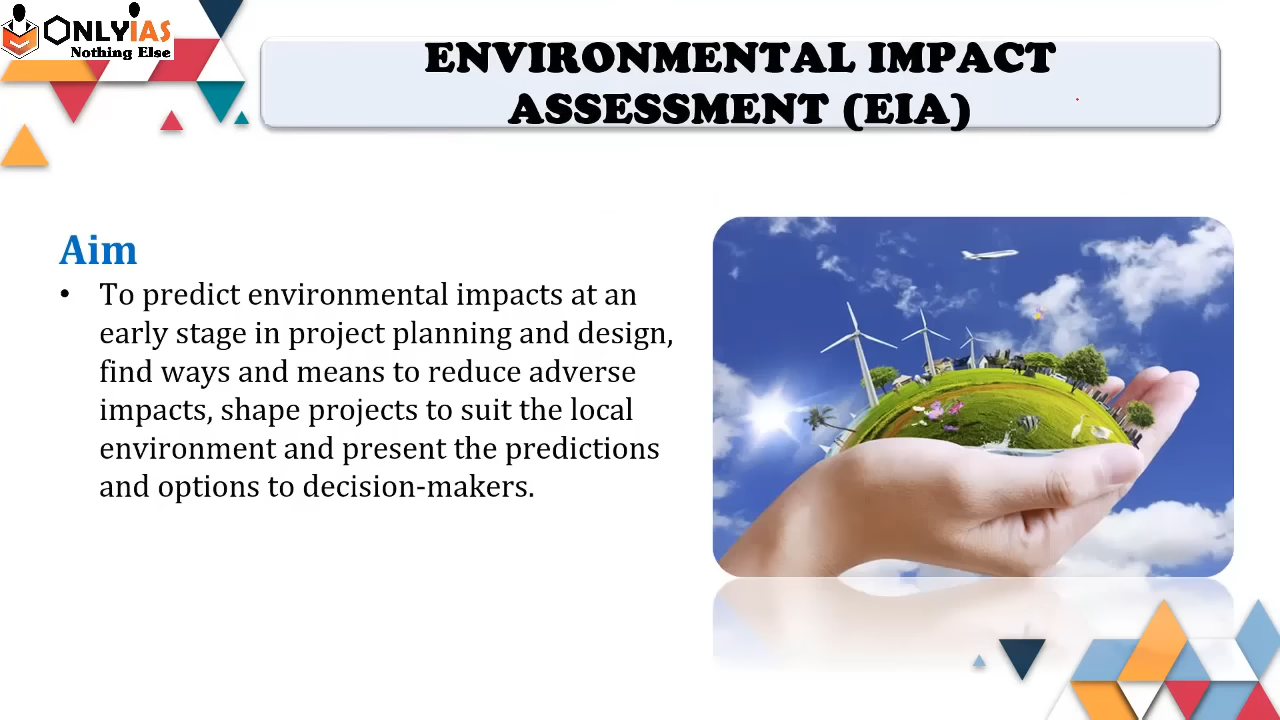 ONLYIAS
Nothing Else
ENVIRONMENTAL IMPACT
ASSESSMENT (EIA)
Aim
• To predict environmental impacts at an
early stage in project planning and design,
find ways and means to reduce adverse
impacts, shape projects to suit the local
environment and present the predictions
and options to decision-makers.